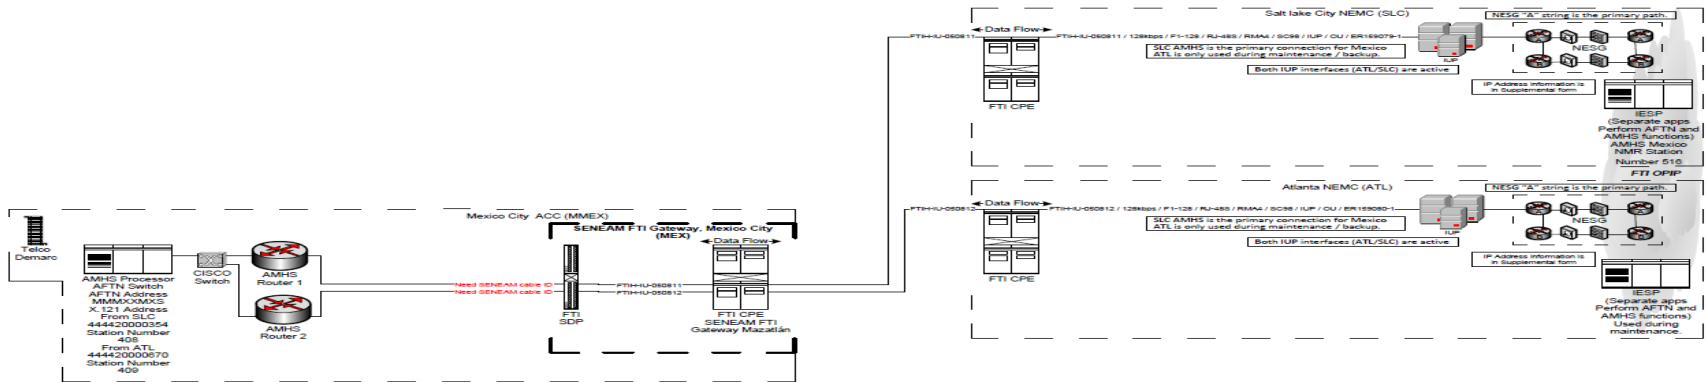 Salt lake City NEMC (SLC)
NESG "A" string is the primary path.
Data Flow
FTIH-IU-050811
FTIH-IU-050811 / 128kbps / F1-128 / RJ-48S / RMA4 / SC98 / IUP / OU / ER159079-1
SLC AMHS is the primary connection for Mexico
ATL is only used during maintenance / backup.
Both IUP interfaces (ATL/SLC) are active
IUP
NESG
IP Address information is
in Supplemental form
FTI CPE
IESP
(Separate apps
Perform AFTN and
AMHS functions)
AMHS Mexico
NMR Station
Number 516
FTI OPIP
Atlanta NEMC (ATL)
NESG "A" string is the primary path.
Data Flow
FTIH-IU-050812
FTIH-IU-050812 / 128kbps / F1-128 / RJ-48S / RMA4 / SC98 / IUP / OU / ER159080-1
SLC AMHS is the primary connection for Mexico
ATL is only used during maintenance / backup.
Both IUP interfaces (ATL/SLC) are active
IUP
NESG
IP Address information is
in Supplemental form
FTI CPE
IESP
(Separate apps
Perform AFTN and
AMHS functions)
Used during
maintenance.
Mexico City ACC (MMEX)
Telco
Demarc
SENEAM FTI Gateway, Mexico City
(MEX)
Data Flow
AMHS Processor
AFTN Switch
AFTN Address
MMMXXMXS
X.121 Address
From SLC
444420000354
Station Number
408
From ATL
444420000670
Station Number
409
CISCO
Switch
AMHS
Router 1
AMHS
Router 2
Need SENEAM cable ID
Need SENEAM cable ID
FTIH-IU-050811
FTIH-IU-050812
FTI
SDP
FTI CPE
SENEAM FTI
Gateway Mazatlán